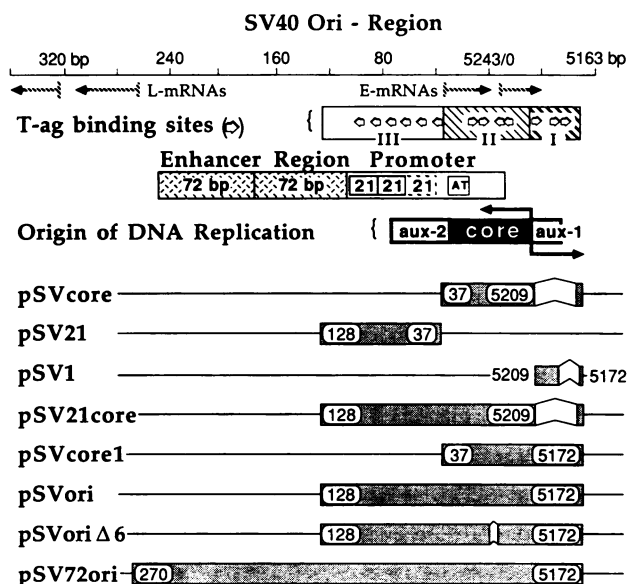 SV40 Ori - Region
320 bp 240 160 80 5243/0 5163 bp
L-mRNAs E-mRNAs
T-ag binding sites ( ) { III II I
Enhancer Region Promoter
72 bp 72 bp 21 21 21 AT
Origin of DNA Replication { aux-2 core aux-1
pSVcore 37 5209
pSV21 128 37
pSV1 5209 5172
pSV21core 128 5209
pSVcore1 37 5172
pSVori 128 5172
pSVori Δ 6 128 5172
pSV72ori 270 5172